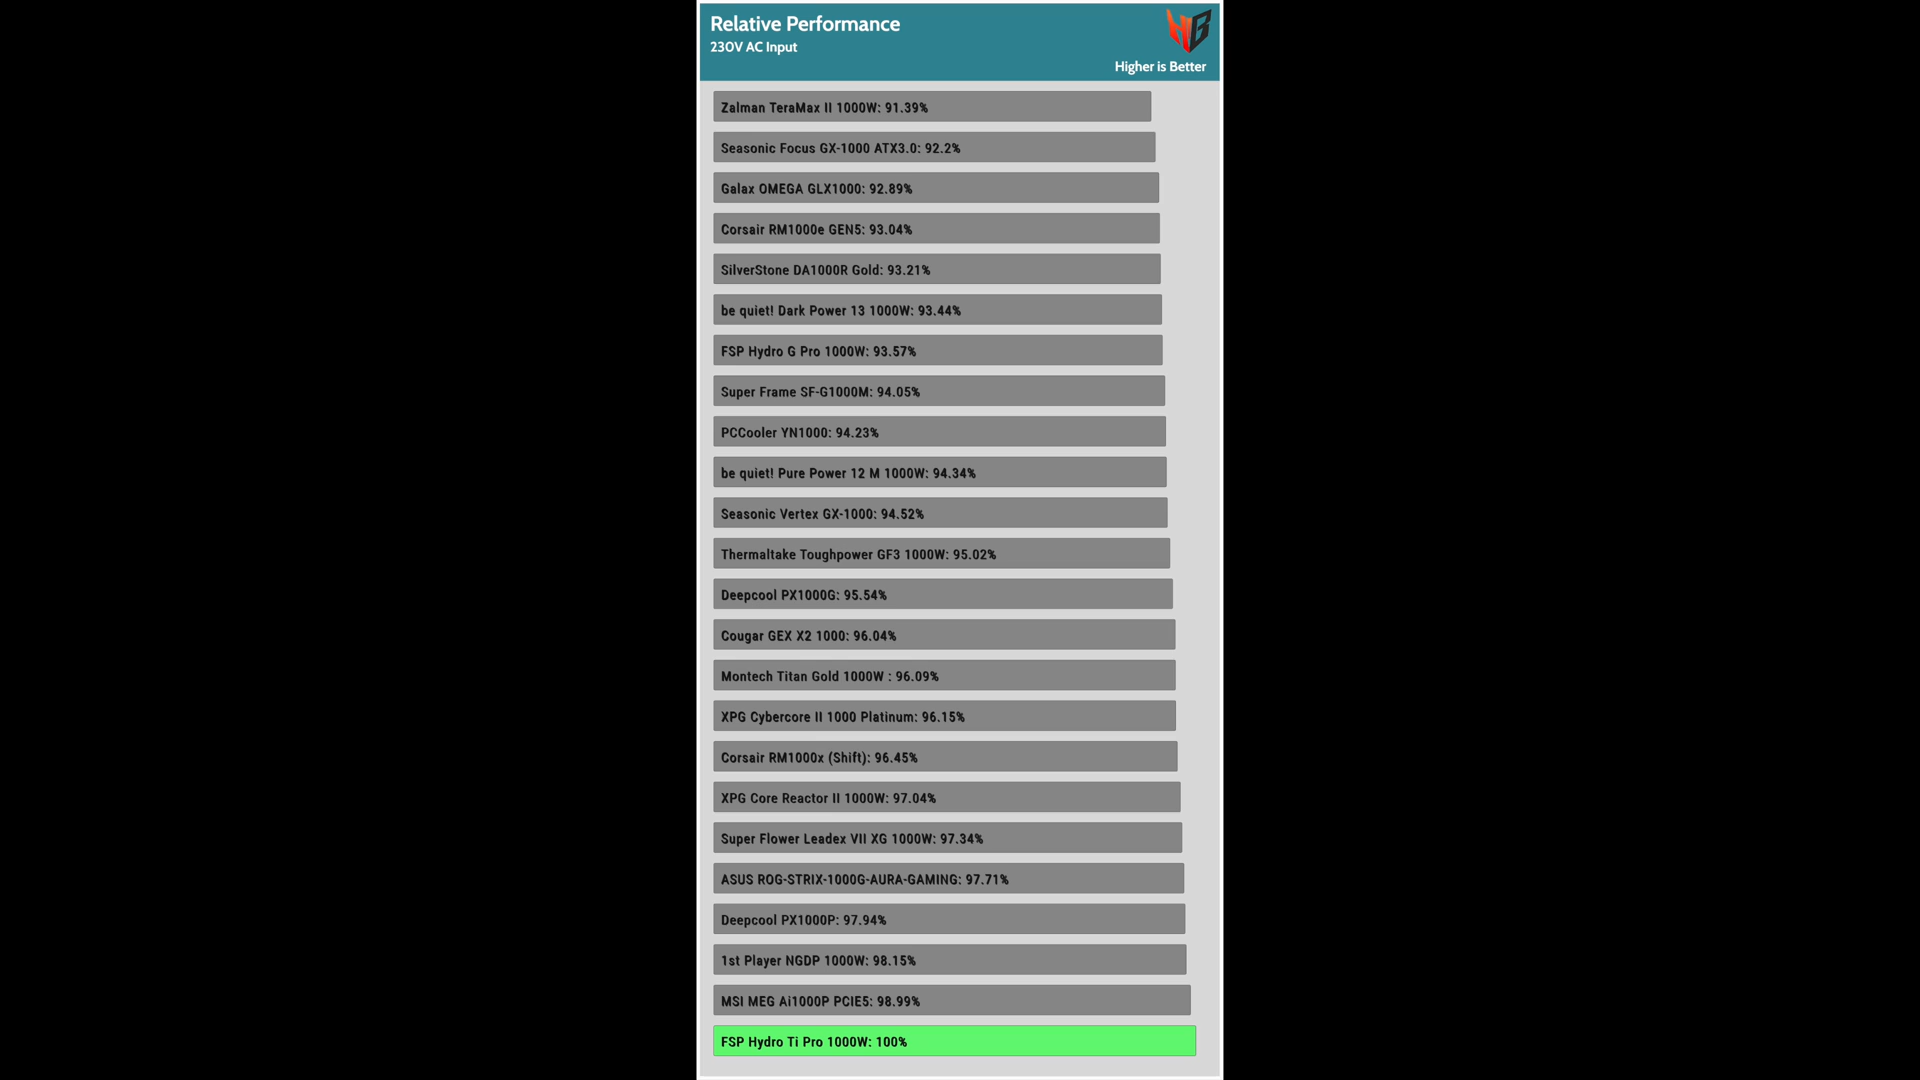 Relative Performance
230V AC Input
HB
Higher is Better
Zalman TeraMax II 1000W: 91.39%
Seasonic Focus GX-1000 ATX3.0: 92.2%
Galax OMEGA GLX1000: 92.89%
Corsair RM1000e GEN5: 93.04%
SilverStone DA1000R Gold: 93.21%
be quiet! Dark Power 13 1000W: 93.44%
FSP Hydro G Pro 1000W: 93.57%
Super Frame SF-G1000M: 94.05%
PCCooler YN1000: 94.23%
be quiet! Pure Power 12 M 1000W: 94.34%
Seasonic Vertex GX-1000: 94.52%
Thermaltake Toughpower GF3 1000W: 95.02%
Deepcool PX1000G: 95.54%
Cougar GEX X2 1000: 96.04%
Montech Titan Gold 1000W : 96.09%
XPG Cybercore II 1000 Platinum: 96.15%
Corsair RM1000x (Shift): 96.45%
XPG Core Reactor II 1000W: 97.04%
Super Flower Leadex VII XG 1000W: 97.34%
ASUS ROG-STRIX-1000G-AURA-GAMING: 97.71%
Deepcool PX1000P: 97.94%
1st Player NGDP 1000W: 98.15%
MSI MEG Ai1000P PCIE5: 98.99%
FSP Hydro Ti Pro 1000W: 100%